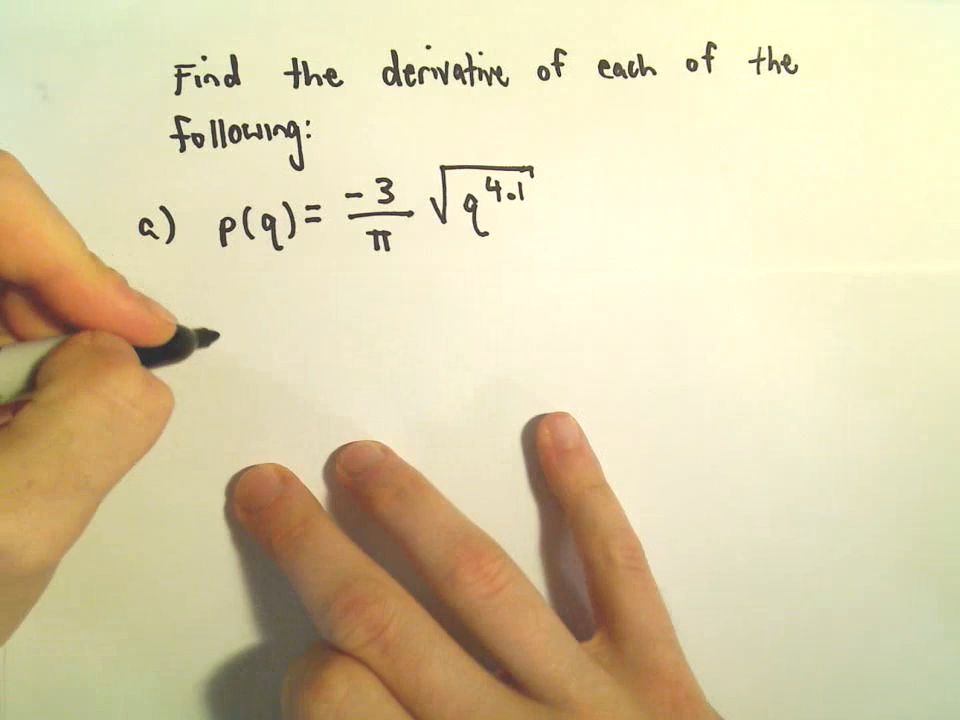 Find the derivative of each of the
following:
a) p(q) = -3/π √(q^4.1)